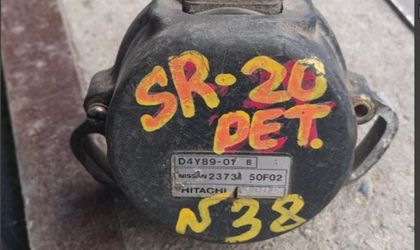 SR-20
DET.
D4Y89-01 B
NISSAN 23731 50F02
HITACHI
N38